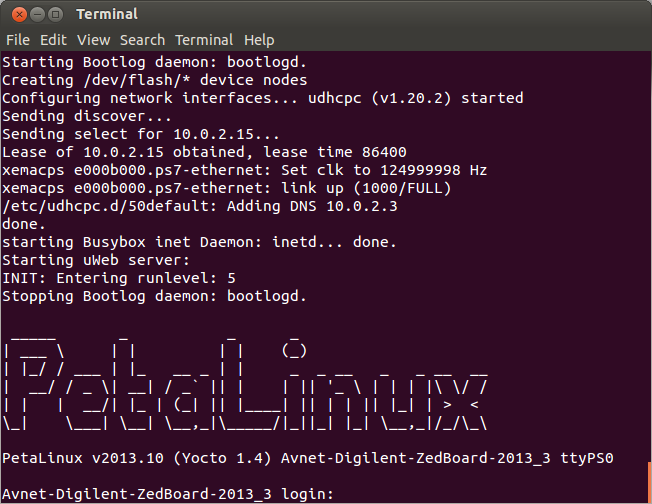 Terminal
File Edit View Search Terminal Help
Starting Bootlog daemon: bootlogd.
Creating /dev/flash/* device nodes
Configuring network interfaces... udhcpc (v1.20.2) started
Sending discover...
Sending select for 10.0.2.15...
Lease of 10.0.2.15 obtained, lease time 86400
xemacps e000b000.ps7-ethernet: Set clk to 124999998 Hz
xemacps e000b000.ps7-ethernet: link up (1000/FULL)
/etc/udhcpc.d/50default: Adding DNS 10.0.2.3
done.
starting Busybox inet Daemon: inetd... done.
Starting uWeb server:
INIT: Entering runlevel: 5
Stopping Bootlog daemon: bootlogd.
PetaLinux
PetaLinux v2013.10 (Yocto 1.4) Avnet-Digilent-ZedBoard-2013_3 ttyPS0
Avnet-Digilent-ZedBoard-2013_3 login: